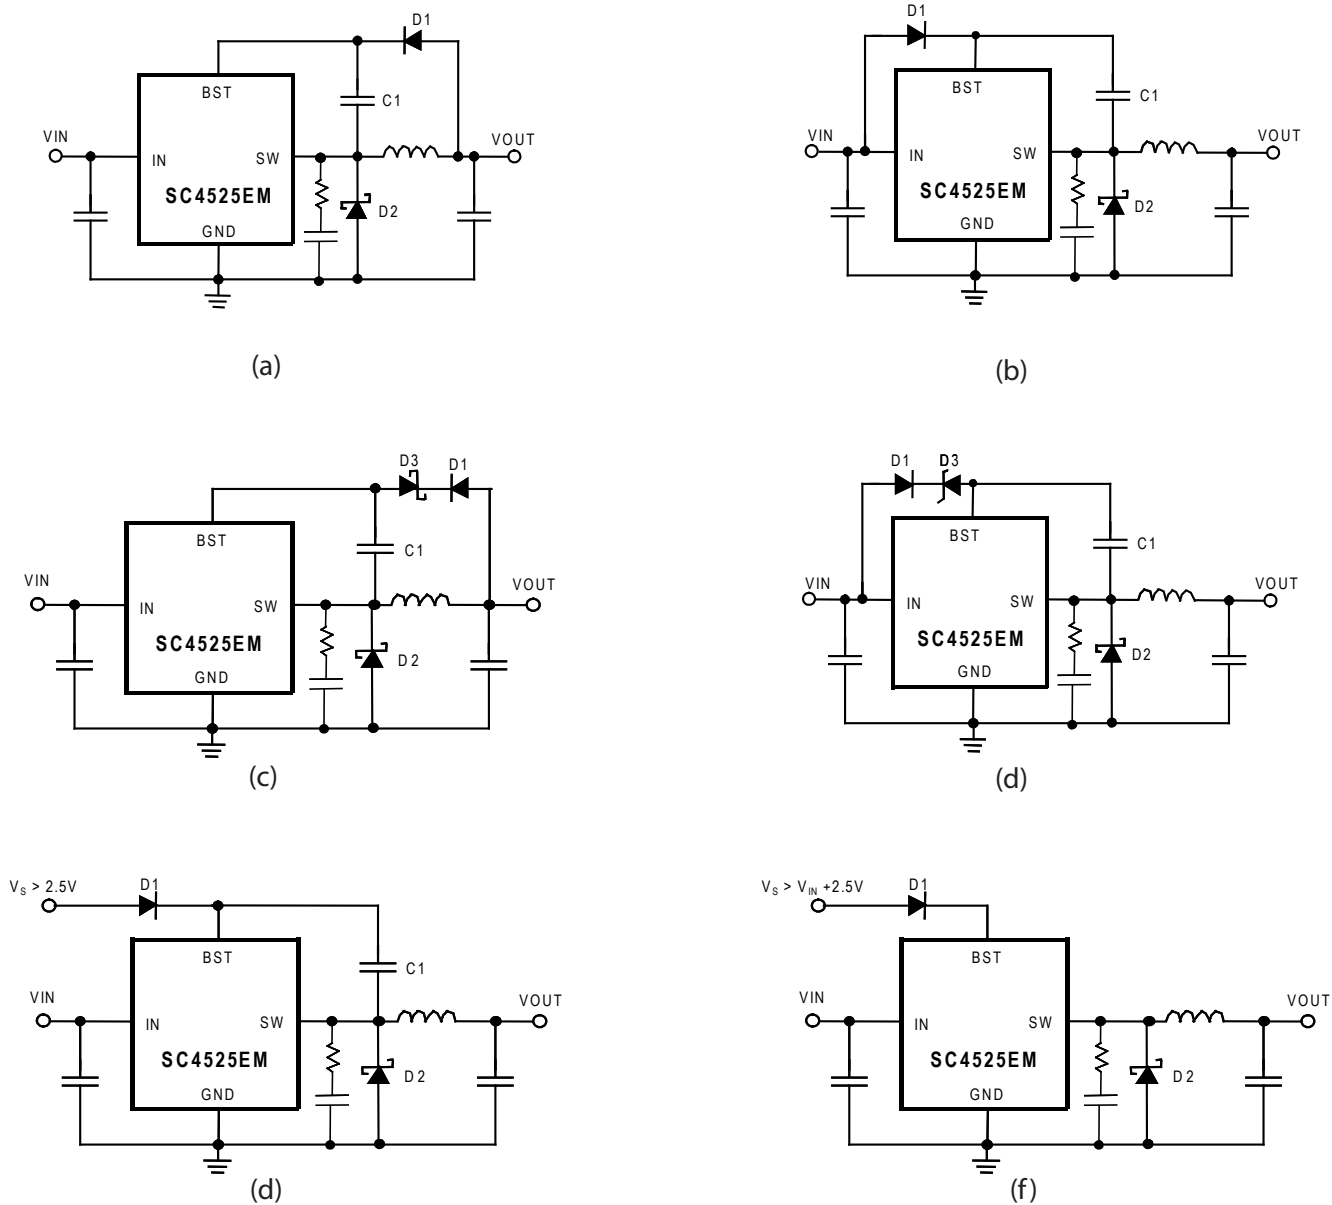 D1
BST
C1
VIN
VOUT
IN
SW
SC4525EM
D2
GND
(a)
D1
BST
C1
VIN
VOUT
IN
SW
SC4525EM
D2
GND
(b)
D3 D1
BST
C1
VIN
VOUT
IN
SW
SC4525EM
D2
GND
(c)
D1 D3
BST
C1
VIN
VOUT
IN
SW
SC4525EM
D2
GND
(d)
VS > 2.5V
D1
BST
C1
VIN
VOUT
IN
SW
SC4525EM
D2
GND
(d)
VS > VIN +2.5V
D1
BST
VIN
VOUT
IN
SW
SC4525EM
D2
GND
(f)